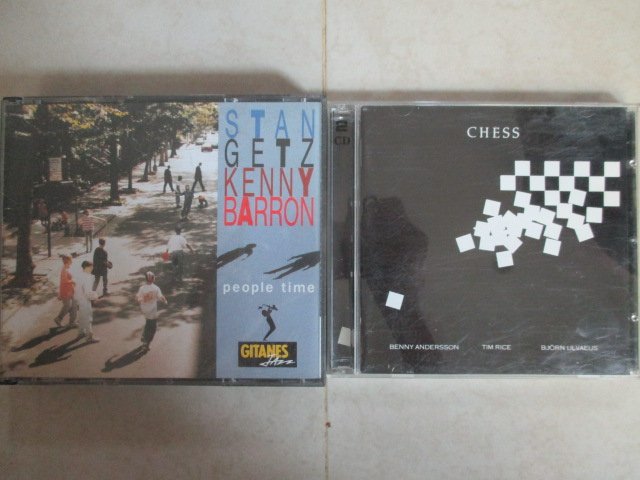 STAN
GETZ
KENNY
BARRON
people time
GITANES
JAZZ
2
CD
CHESS
BENNY ANDERSSON TIM RICE BJÖRN ULVAEUS